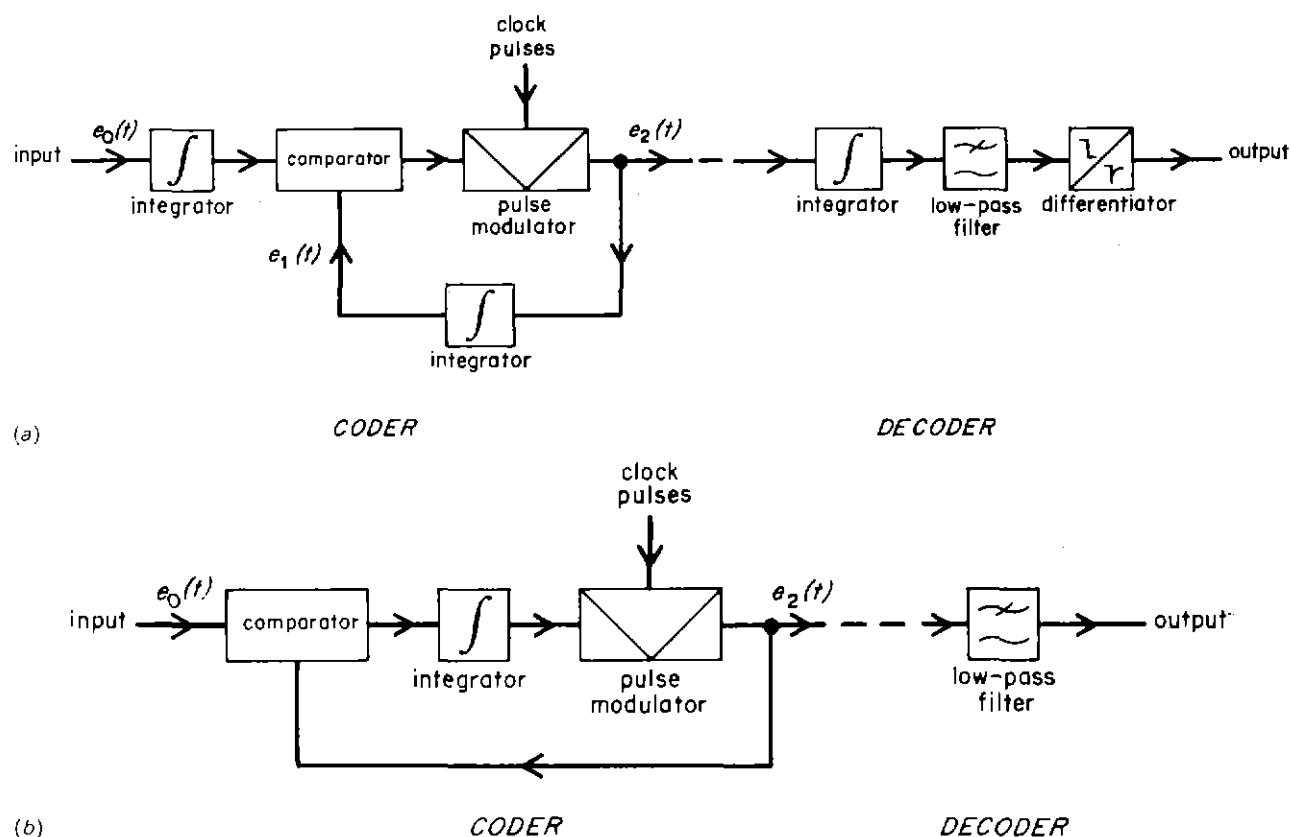 clock
pulses
input
e₀(t)
∫
integrator
comparator
pulse
modulator
e₂(t)
∫
integrator
low-pass
filter
differentiator
output
e₁(t)
∫
integrator
(a)
CODER
DECODER
clock
pulses
input
e₀(t)
comparator
∫
integrator
pulse
modulator
e₂(t)
low-pass
filter
output
(b)
CODER
DECODER